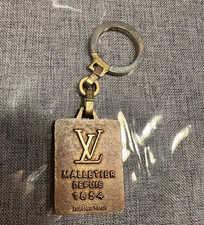 LV
MALLETIER
DEPUIS
1854